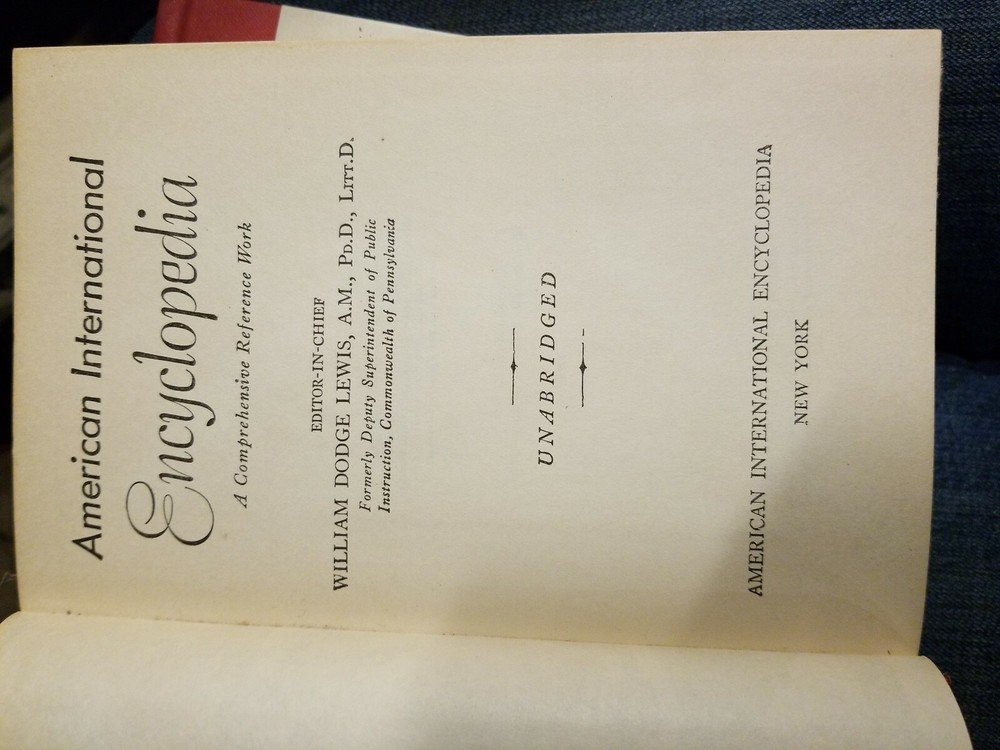 American International
Encyclopedia
A Comprehensive Reference Work
EDITOR-IN-CHIEF
WILLIAM DODGE LEWIS, A.M., PD.D., LITT.D.
Formerly Deputy Superintendent of Public
Instruction, Commonwealth of Pennsylvania
UNABRIDGED
AMERICAN INTERNATIONAL ENCYCLOPEDIA
NEW YORK